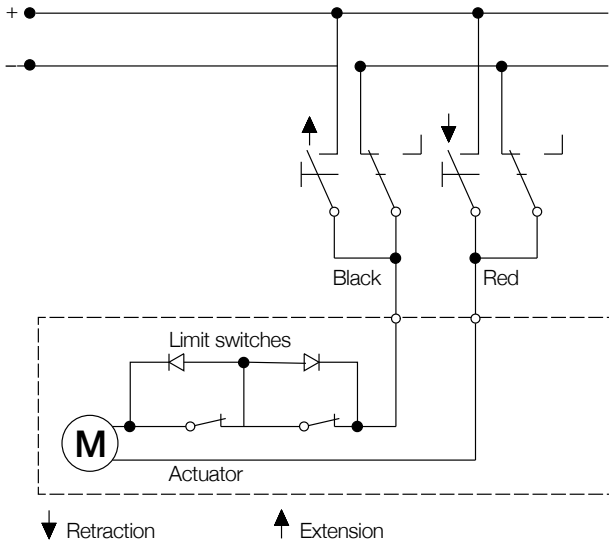 +
–
Black
Red
Limit switches
M
Actuator
Retraction
Extension